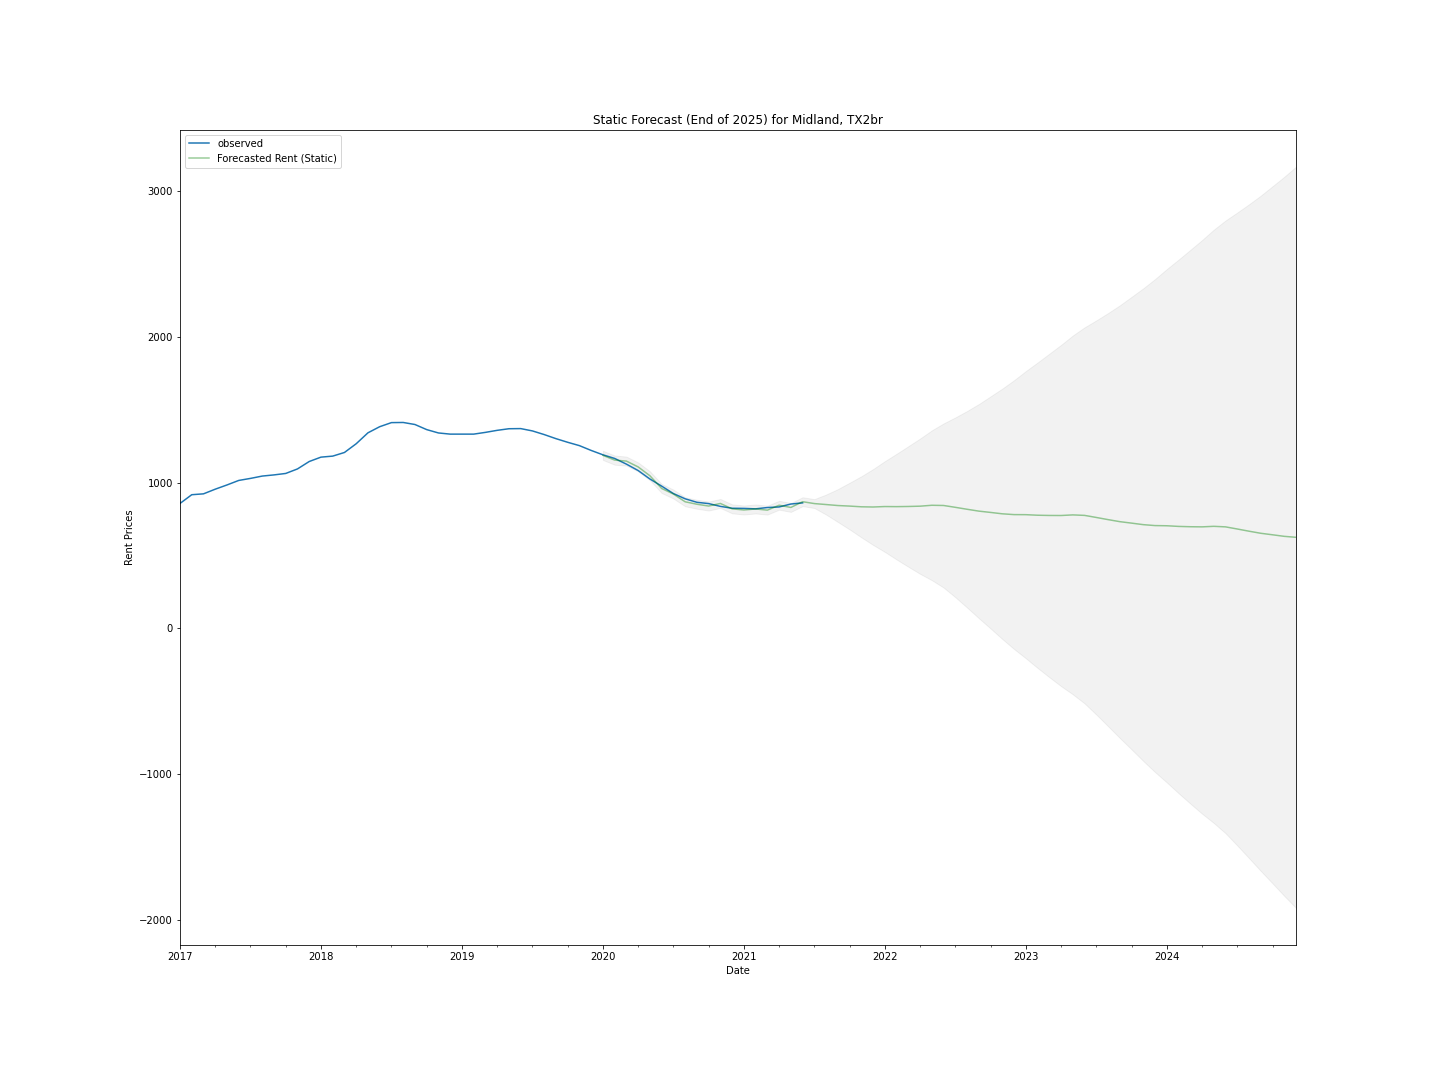 Static Forecast (End of 2025) for Midland, TX2br
observed
Forecasted Rent (Static)
3000
2000
1000
0
−1000
−2000
Rent Prices
2017 2018 2019 2020 2021 2022 2023 2024
Date